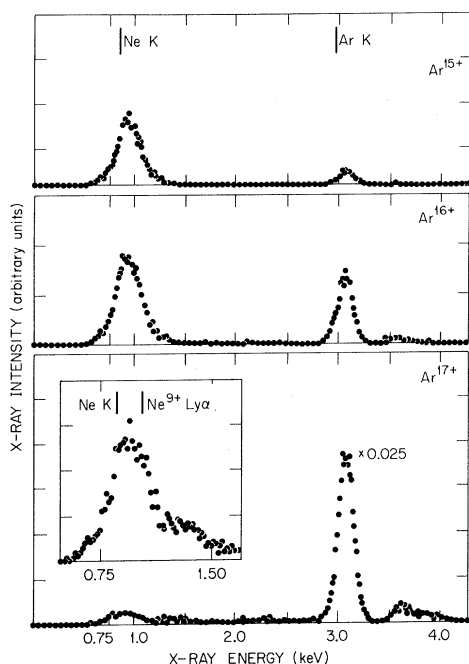 Ne K
Ar K
Ar15+
Ar16+
Ar17+
Ne K
Ne9+ Lyα
× 0.025
0.75
1.50
0.75
1.0
2.0
3.0
4.0
X-RAY ENERGY (keV)
X-RAY INTENSITY (arbitrary units)